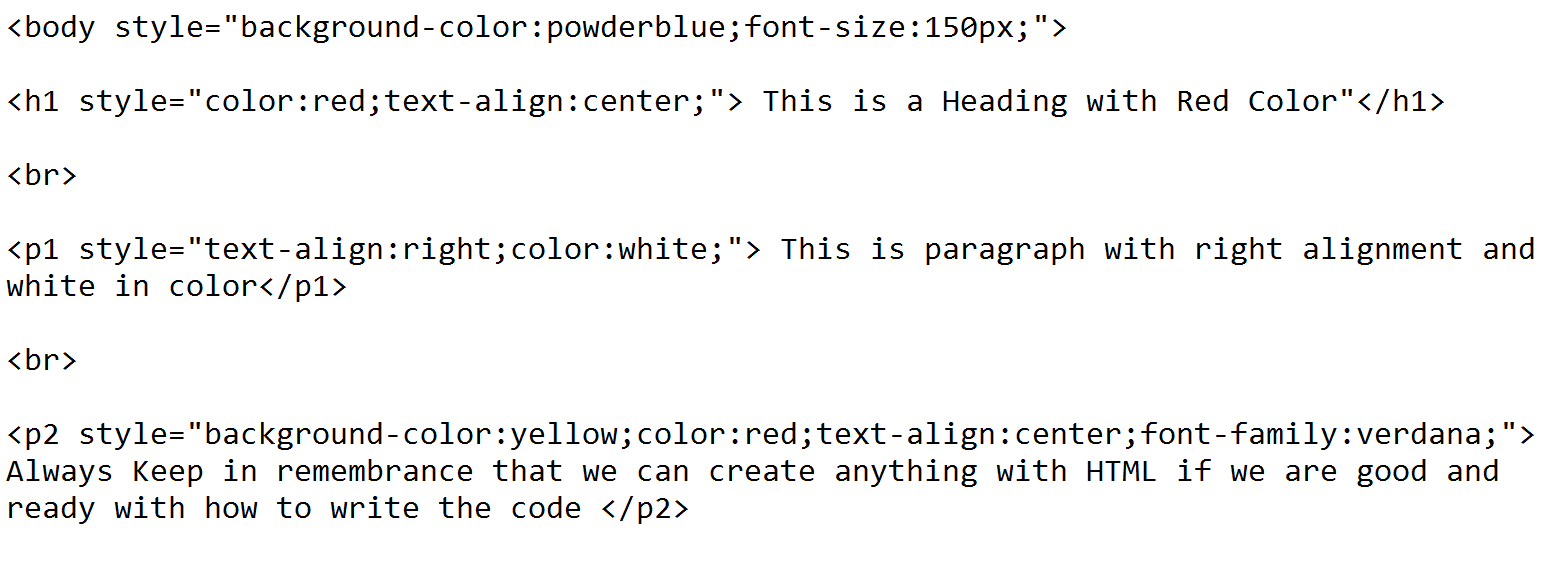 <body style="background-color:powderblue;font-size:150px;">
<h1 style="color:red;text-align:center;"> This is a Heading with Red Color"</h1>
<br>
<p1 style="text-align:right;color:white;"> This is paragraph with right alignment and
white in color</p1>
<br>
<p2 style="background-color:yellow;color:red;text-align:center;font-family:verdana;">
Always Keep in remembrance that we can create anything with HTML if we are good and
ready with how to write the code </p2>